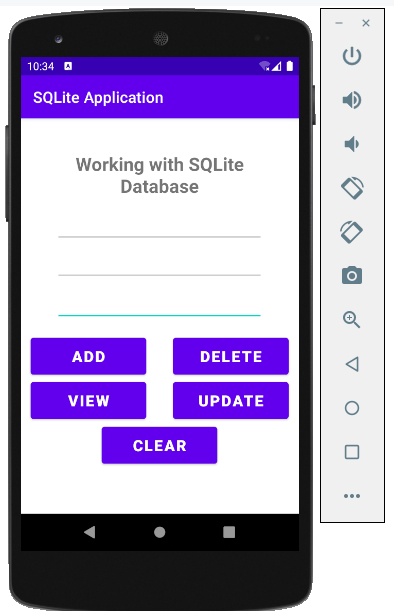 10:34
SQLite Application
Working with SQLite
Database
ADD DELETE
VIEW UPDATE
CLEAR